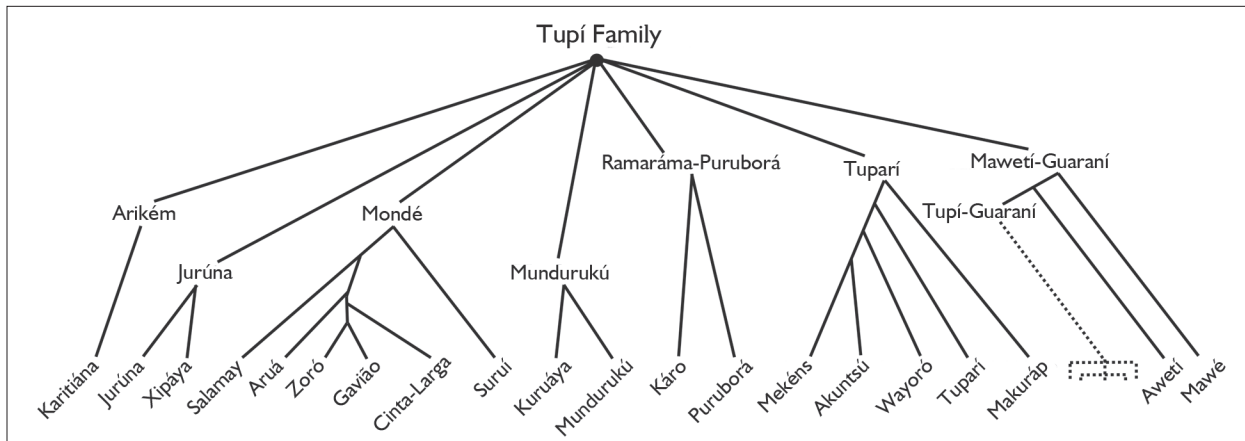 Tupí Family
Ramaráma-Puruborá
Tuparí
Mawetí-Guaraní
Arikém
Mondé
Tupí-Guaraní
Jurúna
Mundurukú
Karitiána
Jurúna
Xipáya
Salamay
Aruá
Zoró
Gavião
Cinta-Larga
Suruí
Kuruáya
Mundurukú
Káro
Puruborá
Mekéns
Akuntsú
Wayoró
Tuparí
Makuráp
Awetí
Mawé